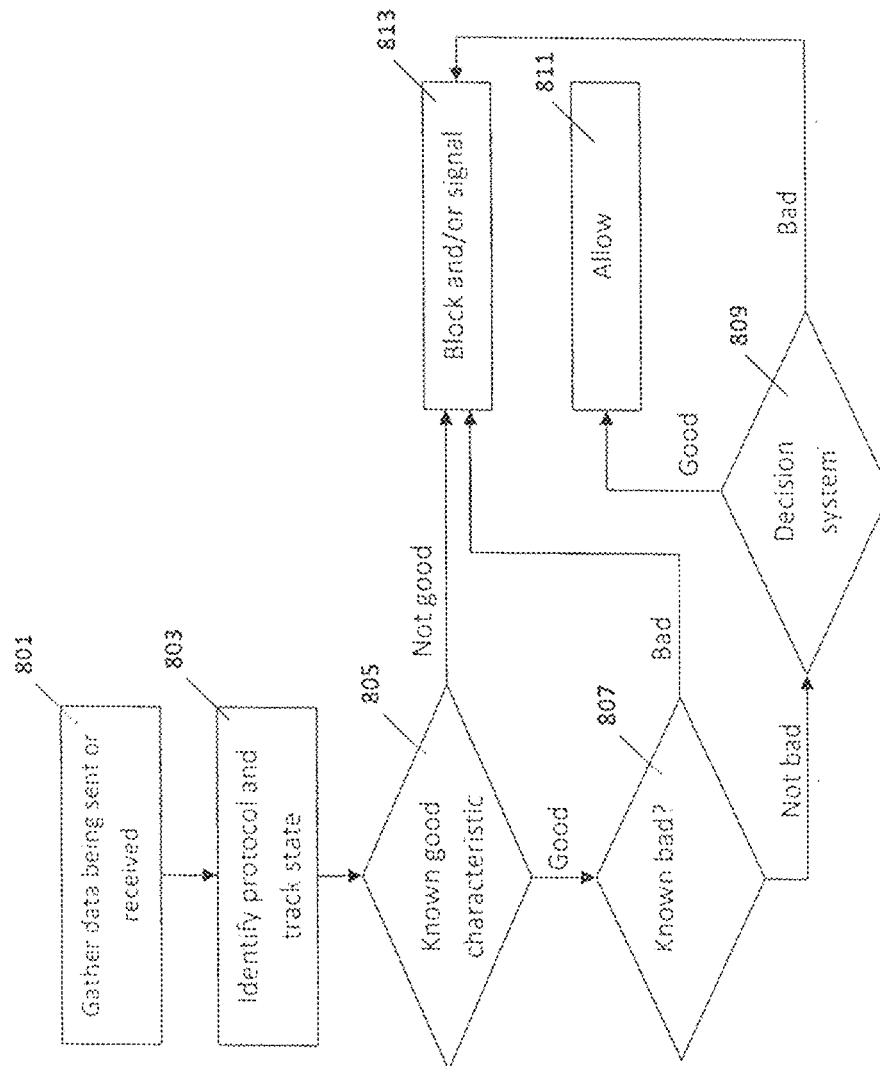 801
Gather data being sent or
received
803
Identify protocol and
track state
805
Known good
characteristic
Not good
Good
807
Known bad?
Bad
Not bad
809
Decision
system
Good
Bad
811
Allow
813
Block and/or signal